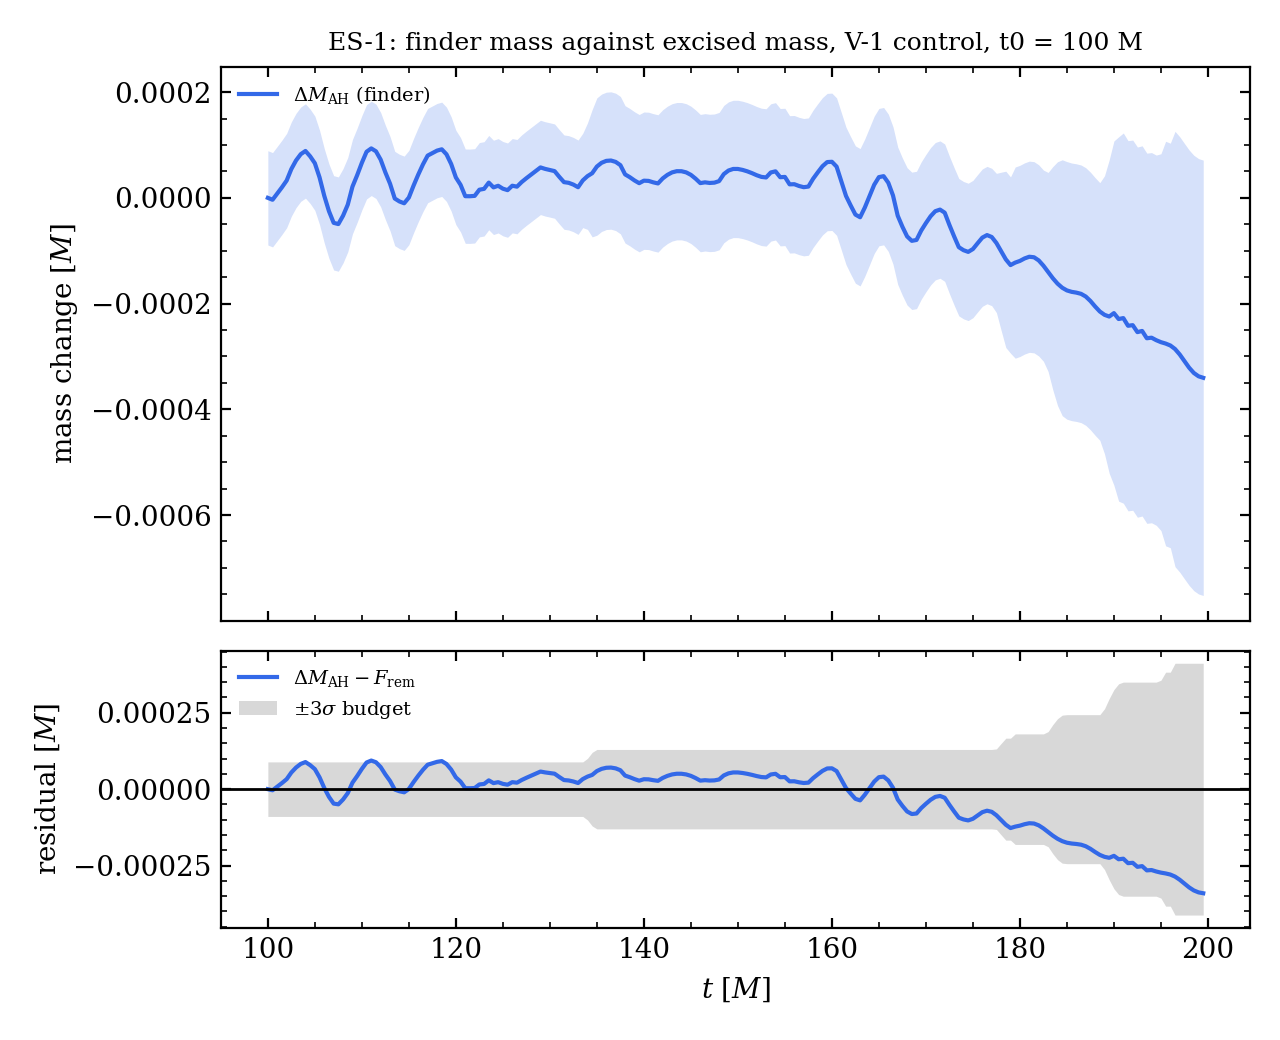 ES-1: finder mass against excised mass, V-1 control, t0 = 100 M
ΔM_AH (finder)
0.0002
0.0000
−0.0002
−0.0004
−0.0006
mass change [M]
ΔM_AH − F_rem
±3σ budget
0.00025
0.00000
−0.00025
residual [M]
100 120 140 160 180 200
t [M]